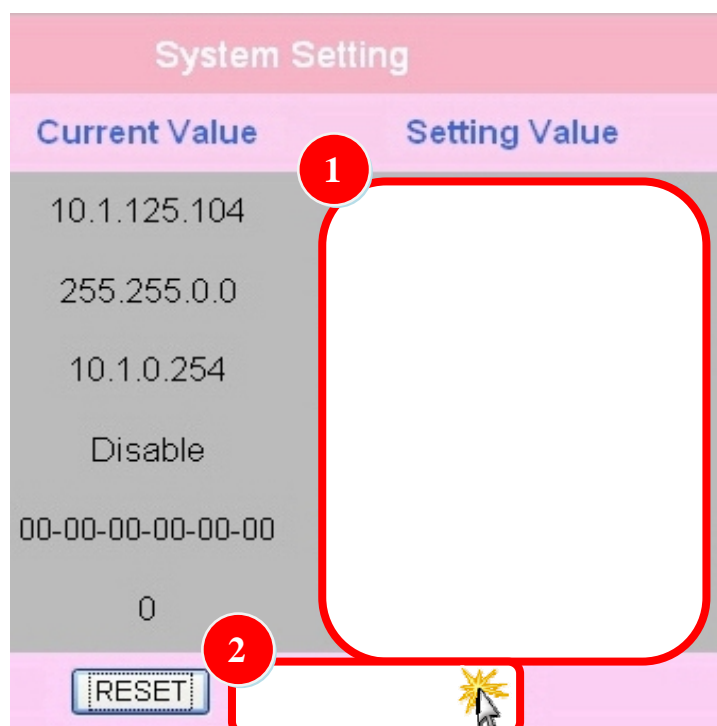 System Setting
Current Value Setting Value
1
10.1.125.104
255.255.0.0
10.1.0.254
Disable
00-00-00-00-00-00
0
2
RESET